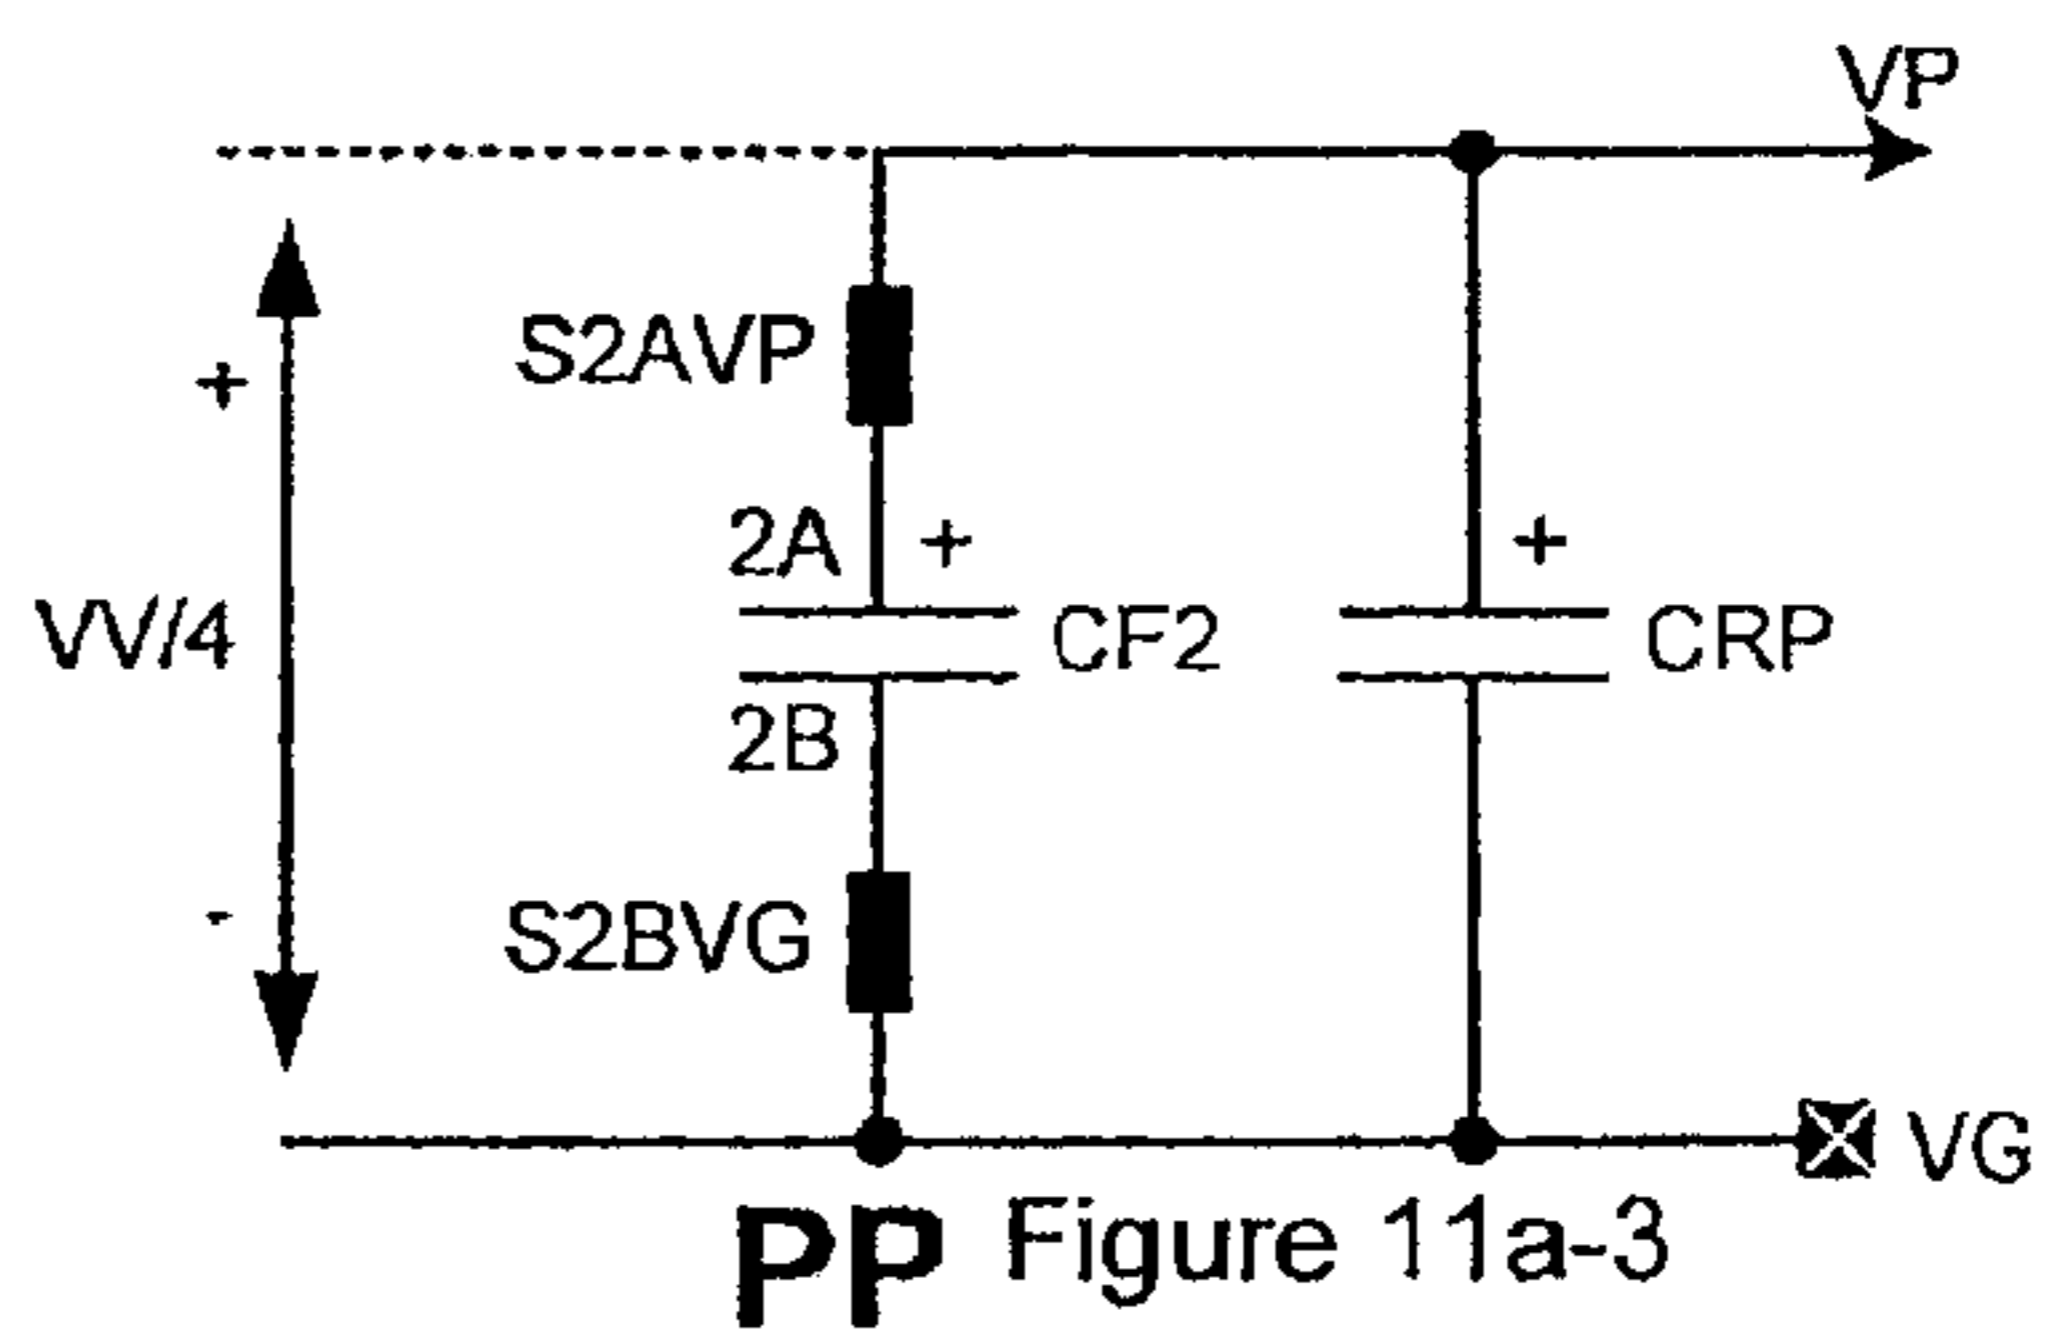 VP
+
S2AVP
2A +
+
VV/4
CF2
CRP
2B
-
S2BVG
VG
PP Figure 11a-3